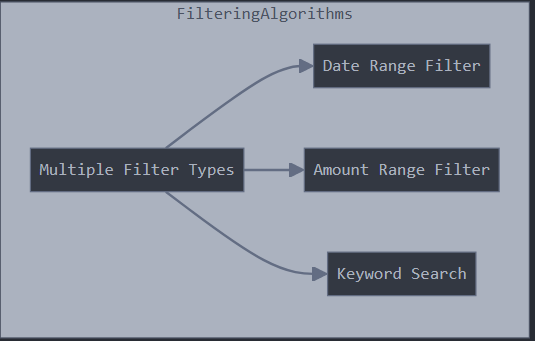 FilteringAlgorithms
Date Range Filter
Multiple Filter Types
Amount Range Filter
Keyword Search